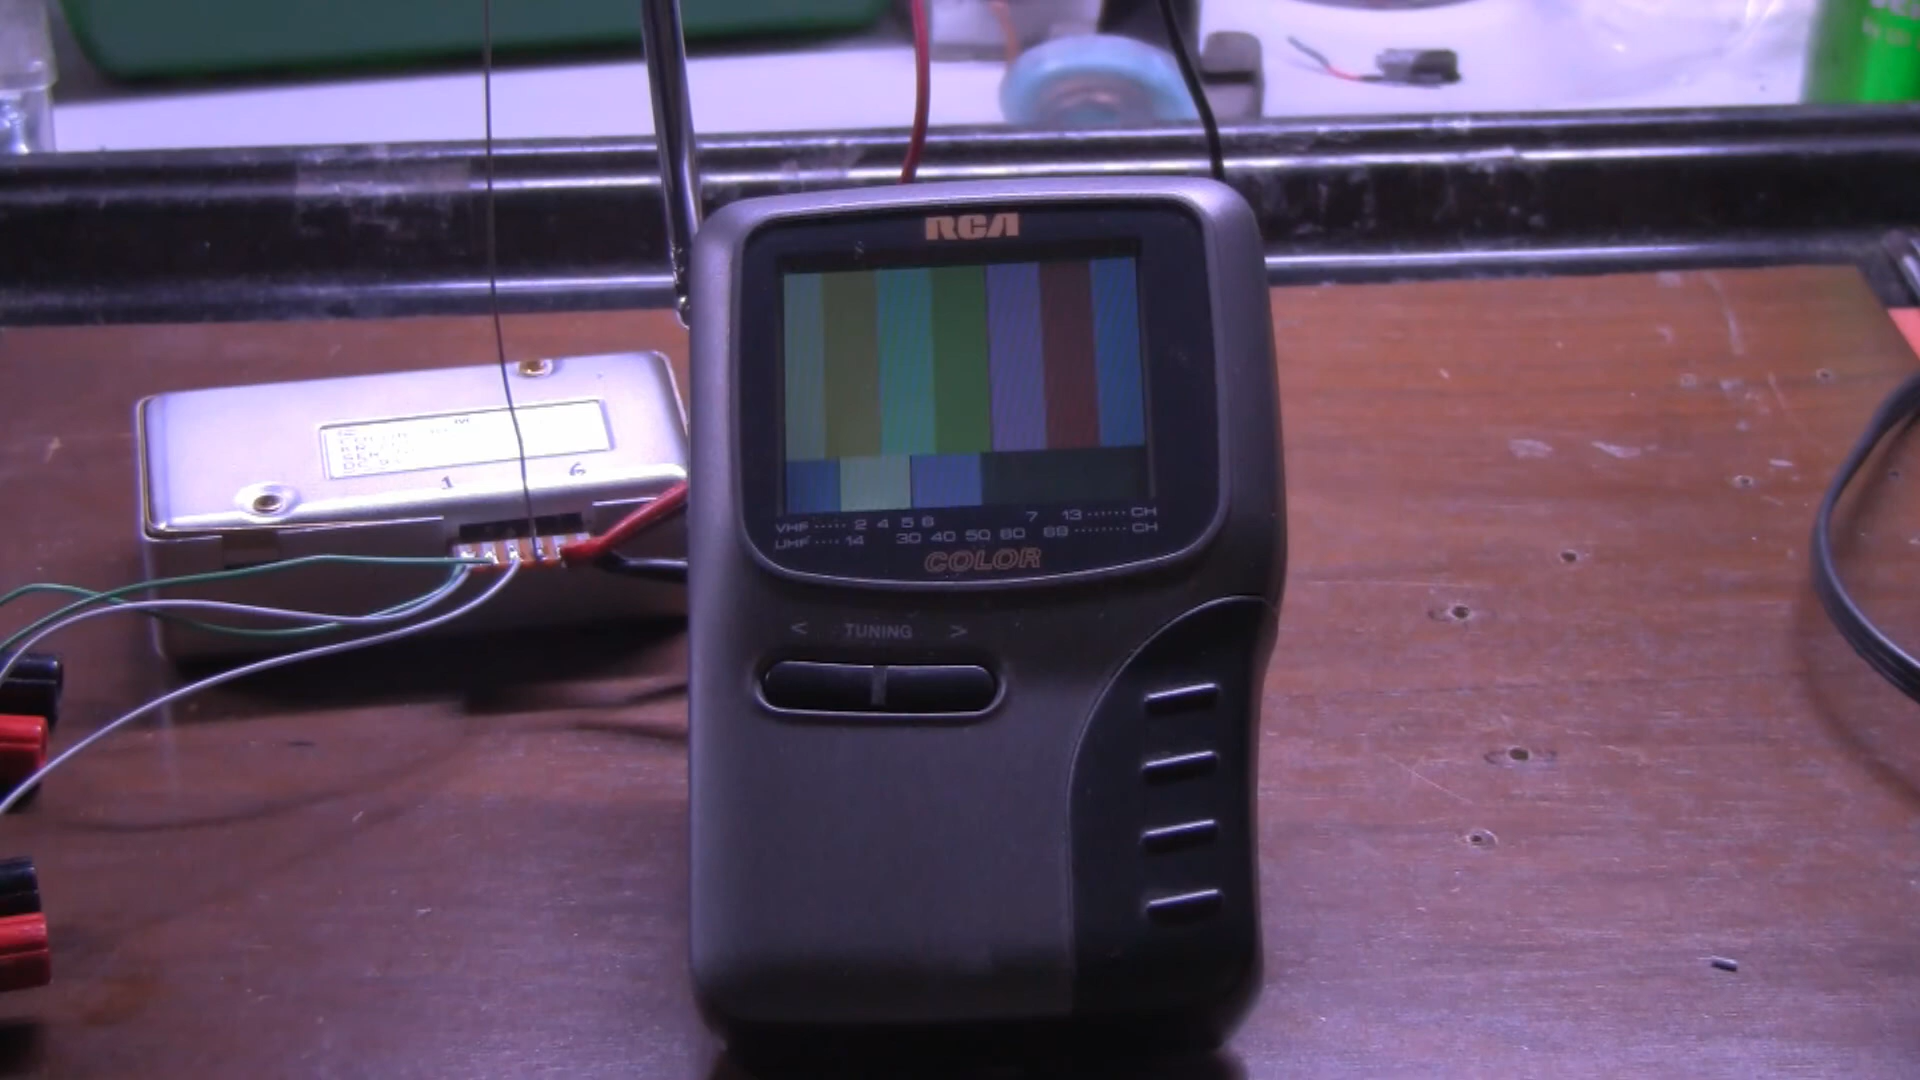 RCA
VHF ····· 2 4 5 6 7 13 ······ CH
UHF ···· 14 30 40 50 60 69 ········ CH
COLOR
< TUNING >
1 6